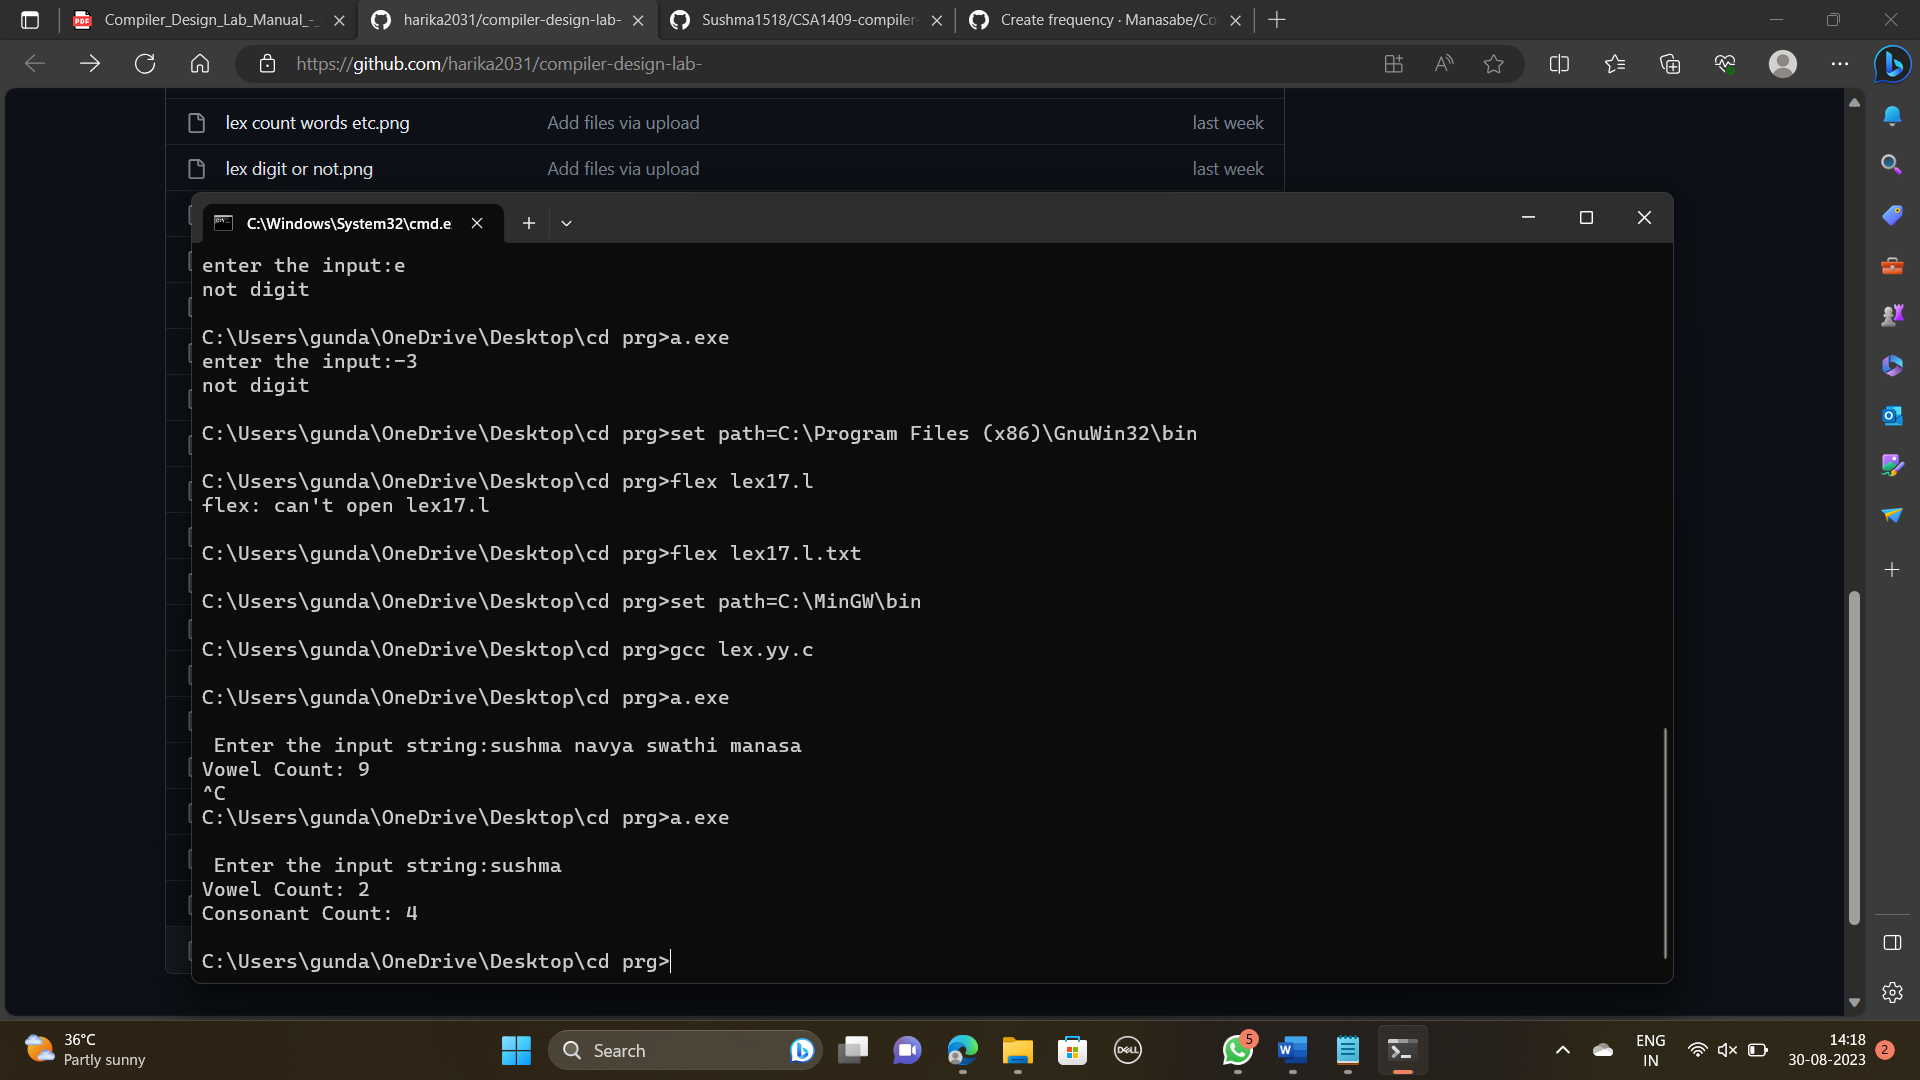 Compiler_Design_Lab_Manual_-_
harika2031/compiler-design-lab-
Sushma1518/CSA1409-compiler-
Create frequency · Manasabe/Co
https://github.com/harika2031/compiler-design-lab-
lex count words etc.png Add files via upload last week
lex digit or not.png Add files via upload last week
C:\Windows\System32\cmd.e
enter the input:e
not digit
C:\Users\gunda\OneDrive\Desktop\cd prg>a.exe
enter the input:-3
not digit
C:\Users\gunda\OneDrive\Desktop\cd prg>set path=C:\Program Files (x86)\GnuWin32\bin
C:\Users\gunda\OneDrive\Desktop\cd prg>flex lex17.l
flex: can't open lex17.l
C:\Users\gunda\OneDrive\Desktop\cd prg>flex lex17.l.txt
C:\Users\gunda\OneDrive\Desktop\cd prg>set path=C:\MinGW\bin
C:\Users\gunda\OneDrive\Desktop\cd prg>gcc lex.yy.c
C:\Users\gunda\OneDrive\Desktop\cd prg>a.exe
Enter the input string:sushma navya swathi manasa
Vowel Count: 9
^C
C:\Users\gunda\OneDrive\Desktop\cd prg>a.exe
Enter the input string:sushma
Vowel Count: 2
Consonant Count: 4
C:\Users\gunda\OneDrive\Desktop\cd prg>
36°C
Partly sunny
Search
DELL
5
ENG
IN
14:18
30-08-2023
2